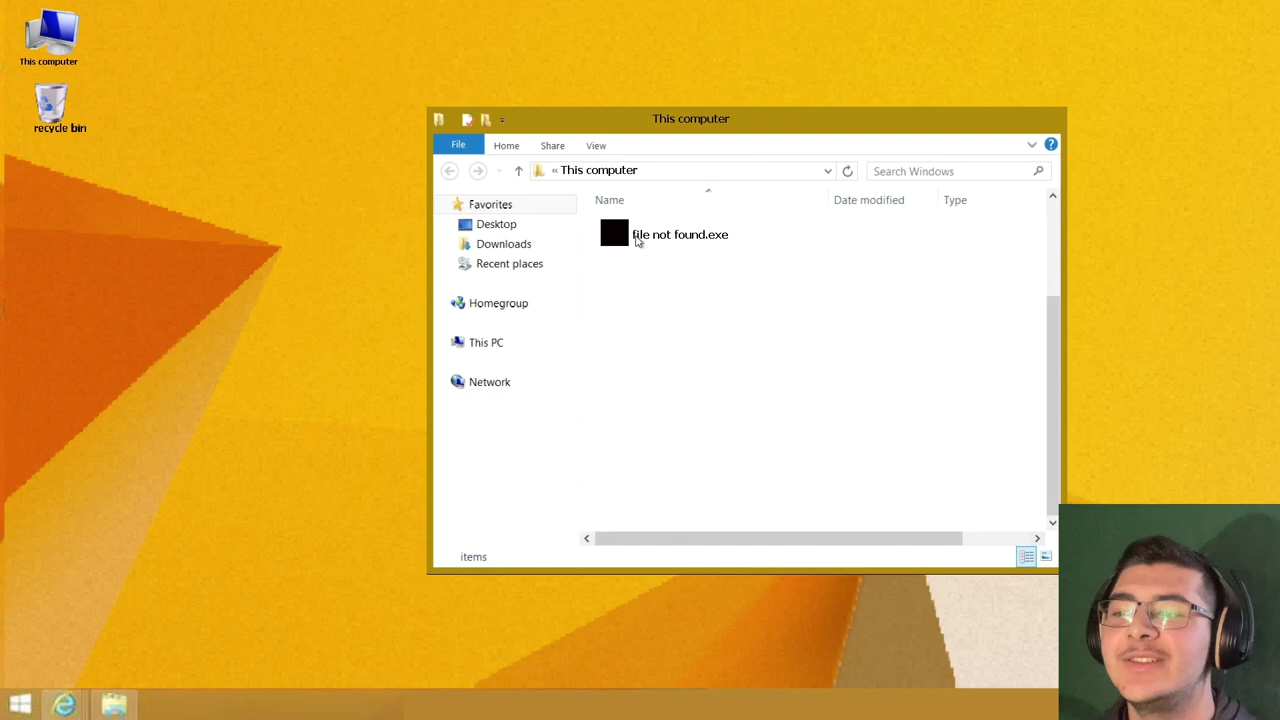 This computer
recycle bin
This computer
File Home Share View
« This computer
Search Windows
Name Date modified Type
Favorites
Desktop
Downloads
Recent places
Homegroup
This PC
Network
file not found.exe
items